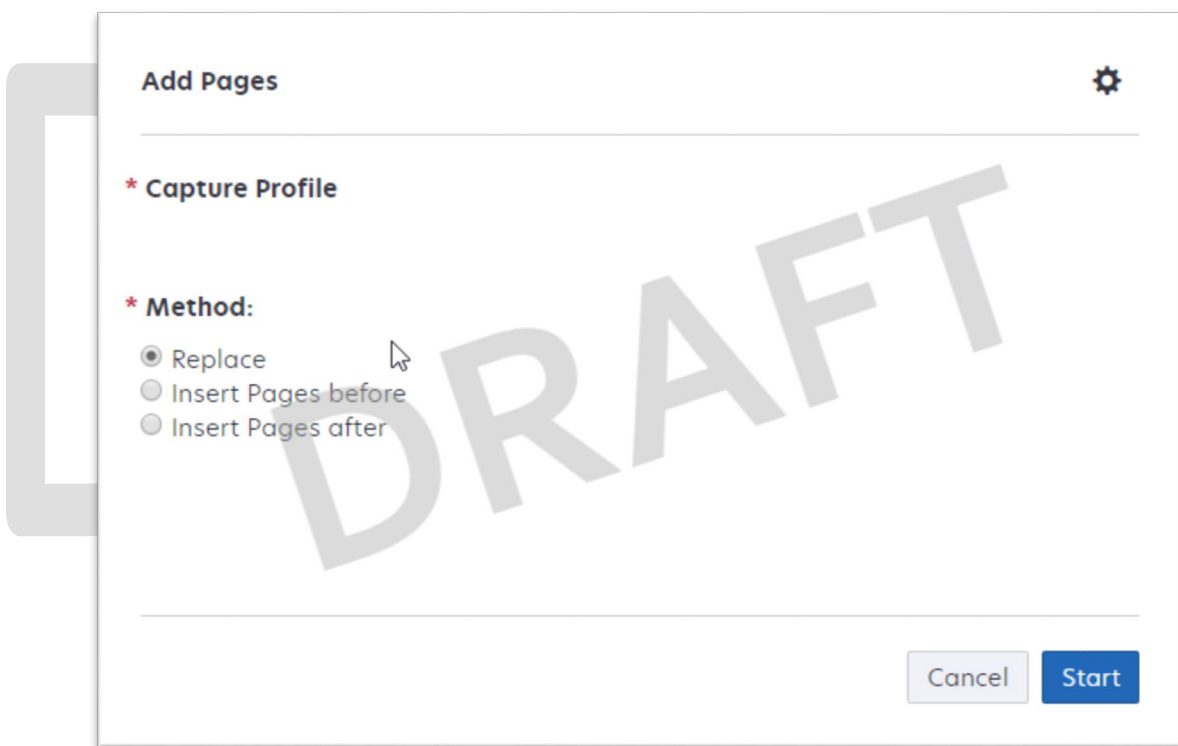 Add Pages
* Capture Profile
* Method:
Replace
Insert Pages before
Insert Pages after
DRAFT
Cancel
Start